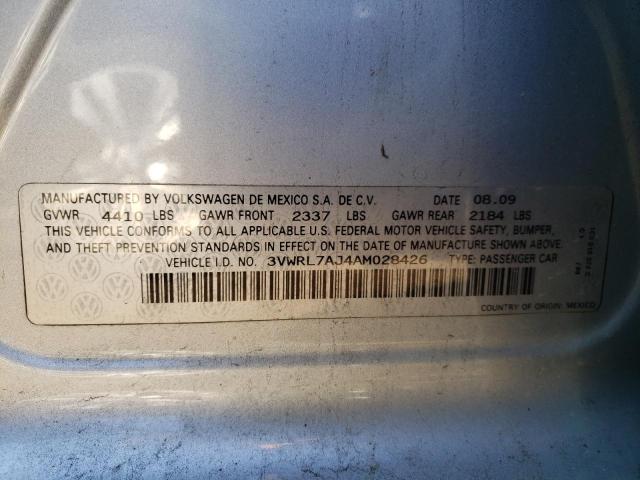 MANUFACTURED BY VOLKSWAGEN DE MEXICO S.A. DE C.V. DATE 08.09
GVWR 4410 LBS GAWR FRONT 2337 LBS GAWR REAR 2184 LBS
THIS VEHICLE CONFORMS TO ALL APPLICABLE U.S. FEDERAL MOTOR VEHICLE SAFETY, BUMPER,
AND THEFT PREVENTION STANDARDS IN EFFECT ON THE DATE OF MANUFACTURE SHOWN ABOVE.
VEHICLE I.D. NO. 3VWRL7AJ4AM028426 TYPE: PASSENGER CAR
COUNTRY OF ORIGIN: MEXICO